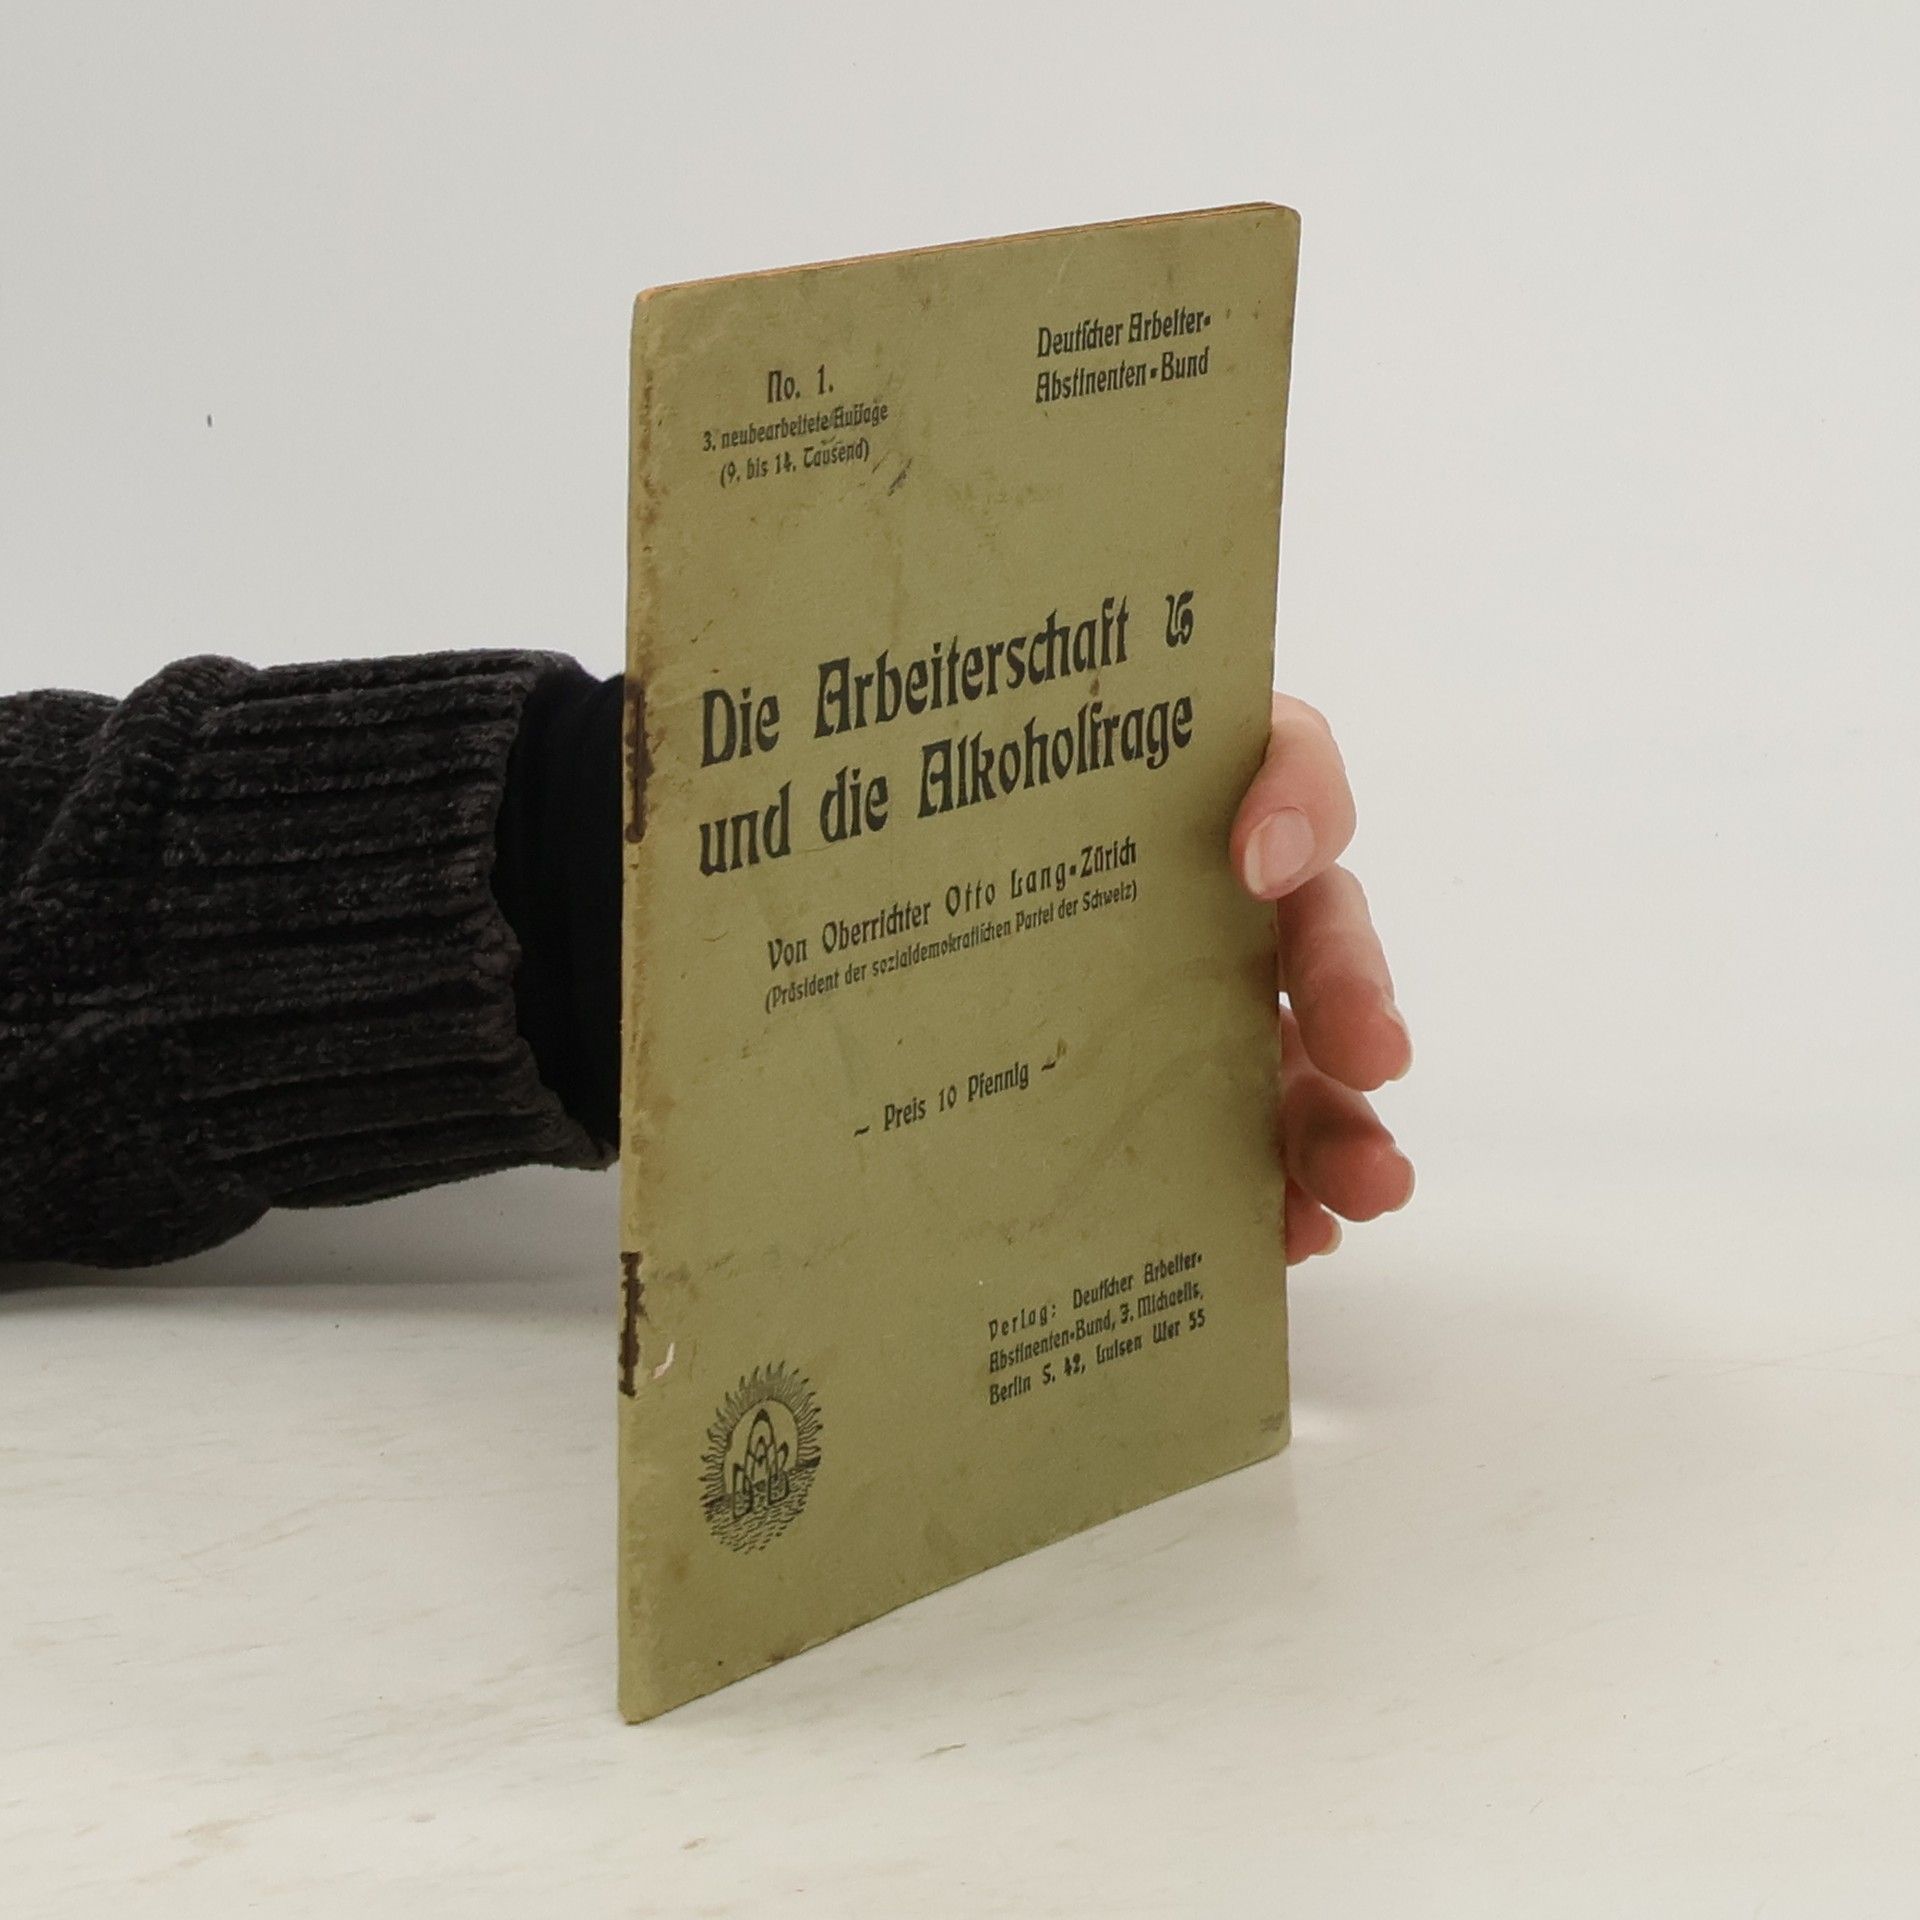 No. 1.
3. neubearbeitete Auflage
(9. bis 14. Tausend)
Deutscher Arbeiter-
Abstinenten-Bund
Die Arbeiterschaft
und die Alkoholfrage
Von Oberrichter Otto Lang-Zürich
(Präsident der sozialdemokratischen Partei der Schweiz)
~ Preis 10 Pfennig ~
Verlag: Deutscher Arbeiter-
Abstinenten-Bund, J. Michaelis,
Berlin S. 42, Luisen Ufer 55